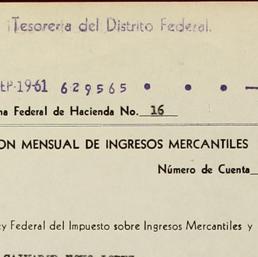 Tesoreria del Distrito Federal.
EP-1961 629565
na Federal de Hacienda No. 16
ON MENSUAL DE INGRESOS MERCANTILES
Número de Cuenta
y Federal del Impuesto sobre Ingresos Mercantiles y